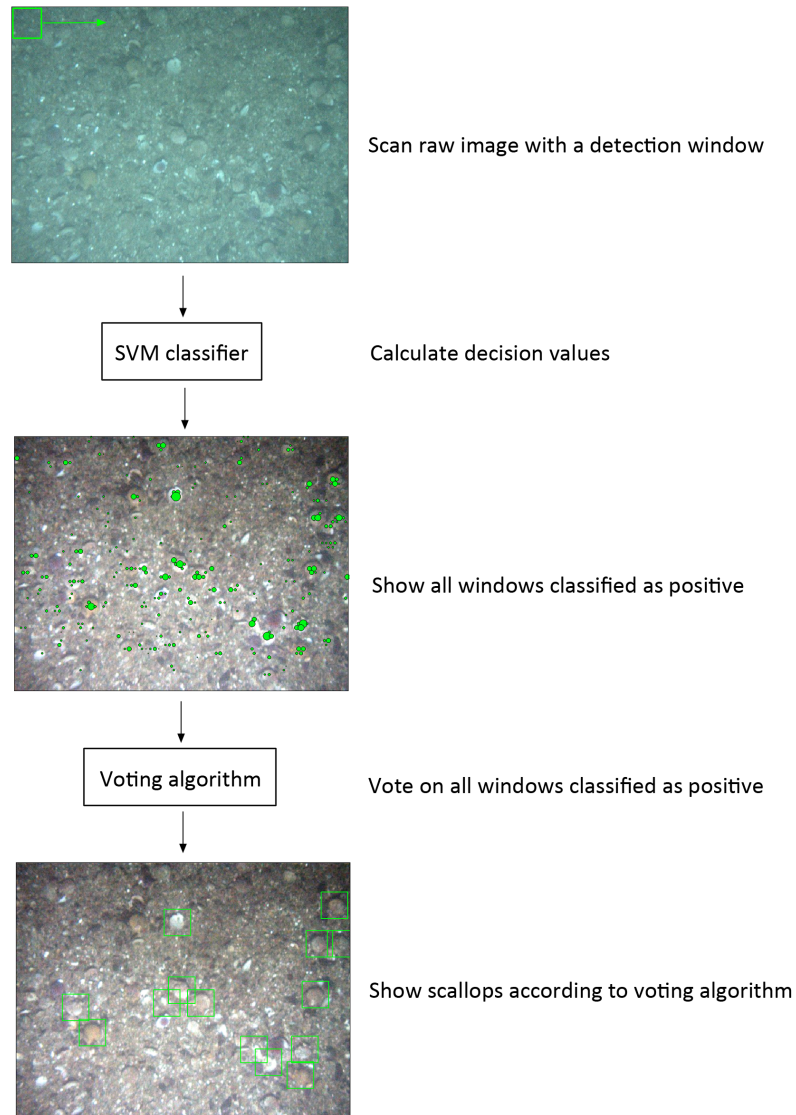 Scan raw image with a detection window
SVM classifier
Calculate decision values
Show all windows classified as positive
Voting algorithm
Vote on all windows classified as positive
Show scallops according to voting algorithm